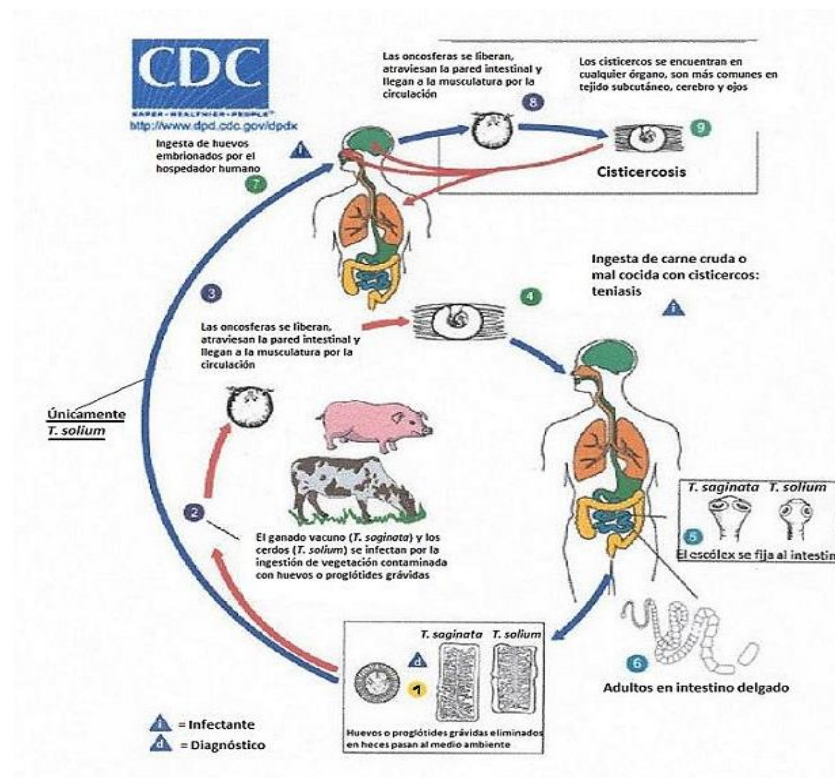 CDC
SAFER • HEALTHIER • PEOPLE™
http://www.dpd.cdc.gov/dpdx
Las oncosferas se liberan,
atraviesan la pared intestinal y
llegan a la musculatura por la
circulación
Los cisticercos se encuentran en
cualquier órgano, son más comunes en
tejido subcutáneo, cerebro y ojos
8
9
Cisticercosis
Ingesta de huevos
embrionados por el
hospedador humano
i
7
Ingesta de carne cruda o
mal cocida con cisticercos:
teniasis
i
3
4
Las oncosferas se liberan,
atraviesan la pared intestinal y
llegan a la musculatura por la
circulación
Únicamente
T. solium
2
El ganado vacuno (T. saginata) y los
cerdos (T. solium) se infectan por la
ingestión de vegetación contaminada
con huevos o proglótides grávidas
T. saginata T. solium
5
El escólex se fija al intestin
6
Adultos en intestino delgado
T. saginata T. solium
d
1
Huevos o proglótides grávidas eliminados
en heces pasan al medio ambiente
i = Infectante
d = Diagnóstico